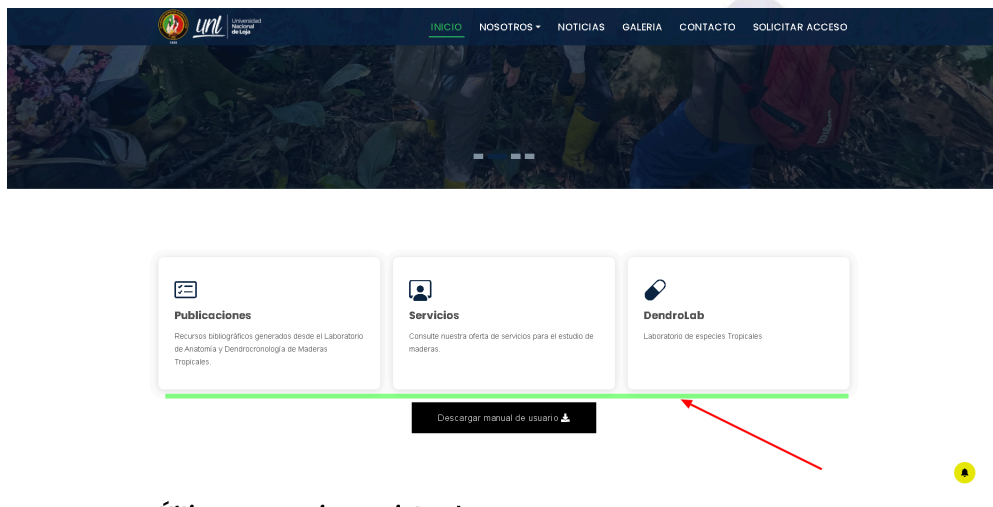 unl Universidad
Nacional
de Loja
1859
INICIO NOSOTROS NOTICIAS GALERIA CONTACTO SOLICITAR ACCESO
Publicaciones
Recursos bibliográficos generados desde el Laboratorio
de Anatomía y Dendrocronología de Maderas
Tropicales.
Servicios
Consulte nuestra oferta de servicios para el estudio de
maderas.
DendroLab
Laboratorio de especies Tropicales
Descargar manual de usuario